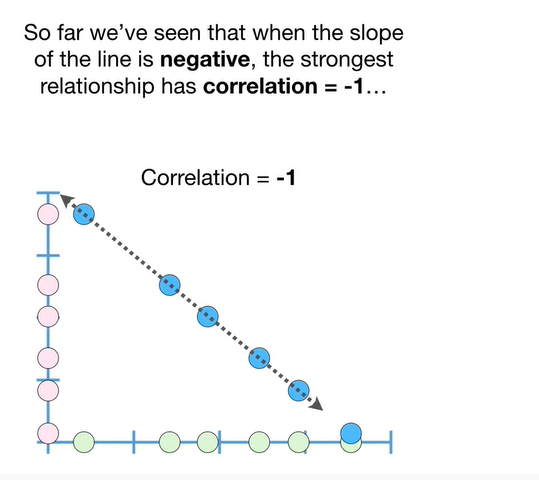 So far we’ve seen that when the slope
of the line is negative, the strongest
relationship has correlation = -1…
Correlation = -1